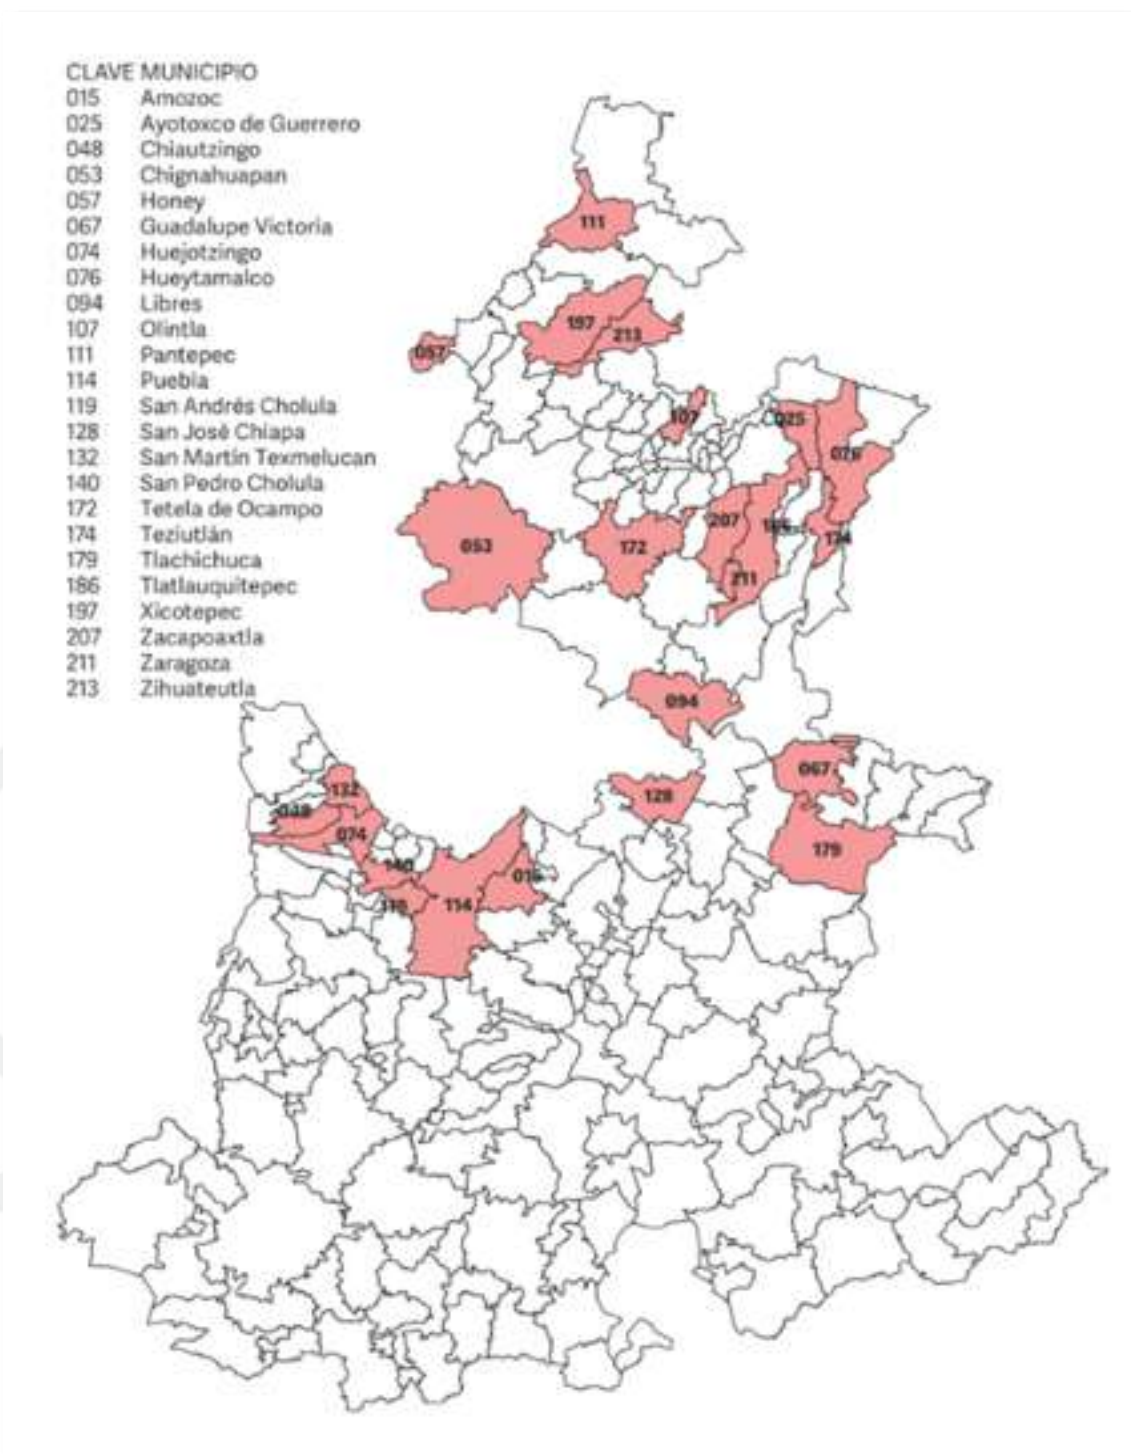 CLAVE MUNICIPIO
015 Amozoc
025 Ayotoxco de Guerrero
048 Chiautzingo
053 Chignahuapan
057 Honey
067 Guadalupe Victoria
074 Huejotzingo
076 Hueytamalco
094 Libres
107 Olintla
111 Pantepec
114 Puebla
119 San Andrés Cholula
128 San José Chiapa
132 San Martín Texmelucan
140 San Pedro Cholula
172 Tetela de Ocampo
174 Teziutlán
179 Tlachichuca
186 Tlatlauquitepec
197 Xicotepec
207 Zacapoaxtla
211 Zaragoza
213 Zihuateutla
111
197
213
057
107
025
076
207
174
053
172
211
094
067
132
128
048
074
179
140
015
119
114